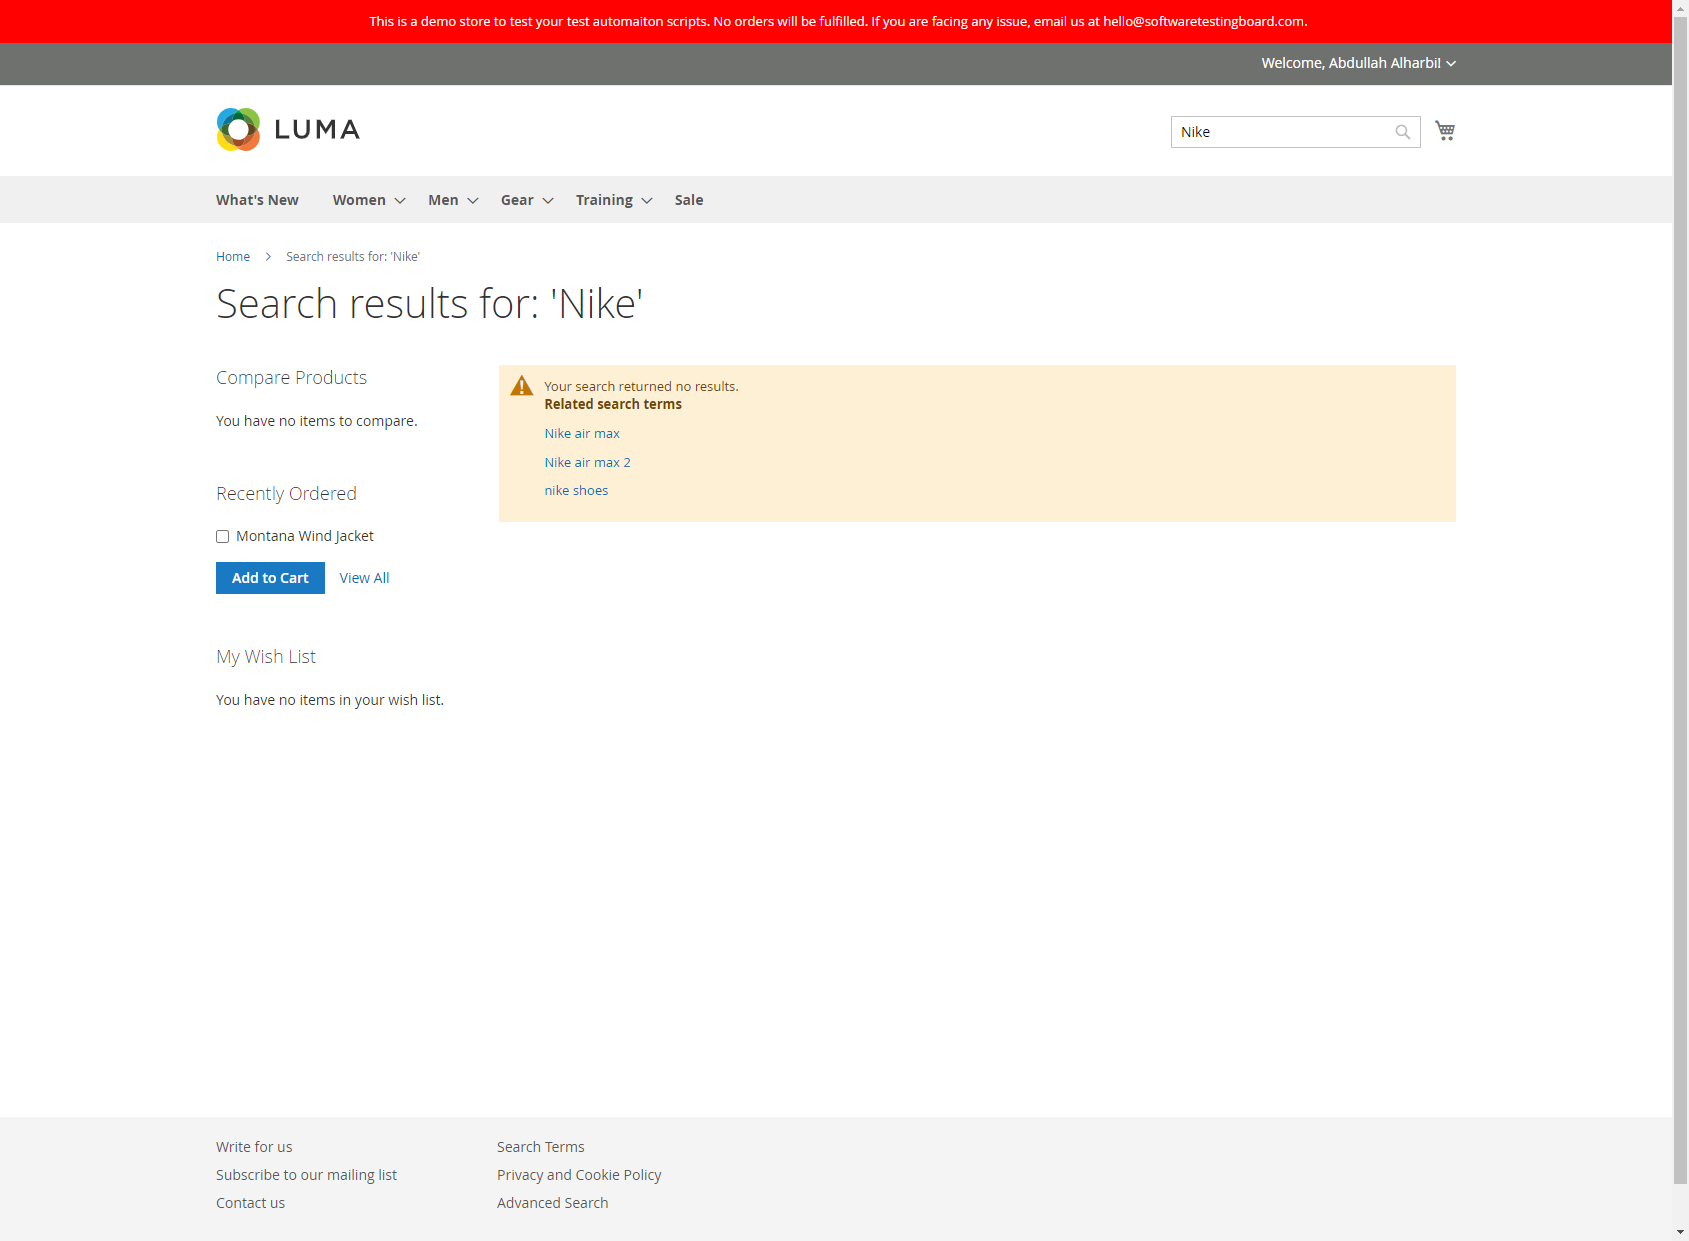 This is a demo store to test your test automaiton scripts. No orders will be fulfilled. If you are facing any issue, email us at hello@softwaretestingboard.com.
Welcome, Abdullah Alharbi!
LUMA
Nike
What's New Women Men Gear Training Sale
Home Search results for: 'Nike'
Search results for: 'Nike'
Compare Products
You have no items to compare.
Recently Ordered
Montana Wind Jacket
Add to Cart View All
My Wish List
You have no items in your wish list.
Your search returned no results.
Related search terms
Nike air max
Nike air max 2
nike shoes
Write for us
Subscribe to our mailing list
Contact us
Search Terms
Privacy and Cookie Policy
Advanced Search